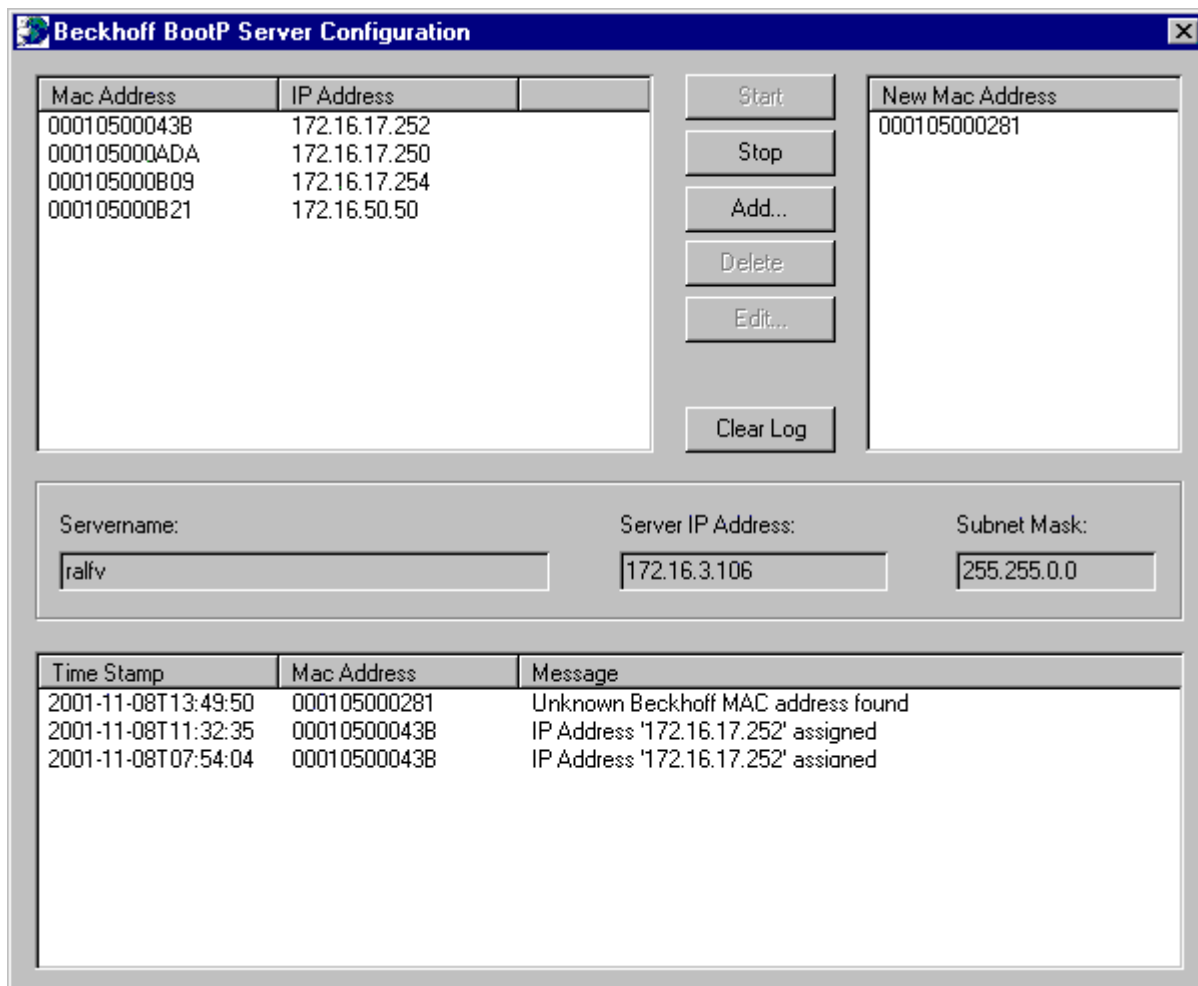 Beckhoff BootP Server Configuration
Mac Address IP Address
00010500043B 172.16.17.252
000105000ADA 172.16.17.250
000105000B09 172.16.17.254
000105000B21 172.16.50.50
Start
Stop
Add...
Delete
Edit...
Clear Log
New Mac Address
000105000281
Servername: Server IP Address: Subnet Mask:
ralfv 172.16.3.106 255.255.0.0
Time Stamp Mac Address Message
2001-11-08T13:49:50 000105000281 Unknown Beckhoff MAC address found
2001-11-08T11:32:35 00010500043B IP Address '172.16.17.252' assigned
2001-11-08T07:54:04 00010500043B IP Address '172.16.17.252' assigned